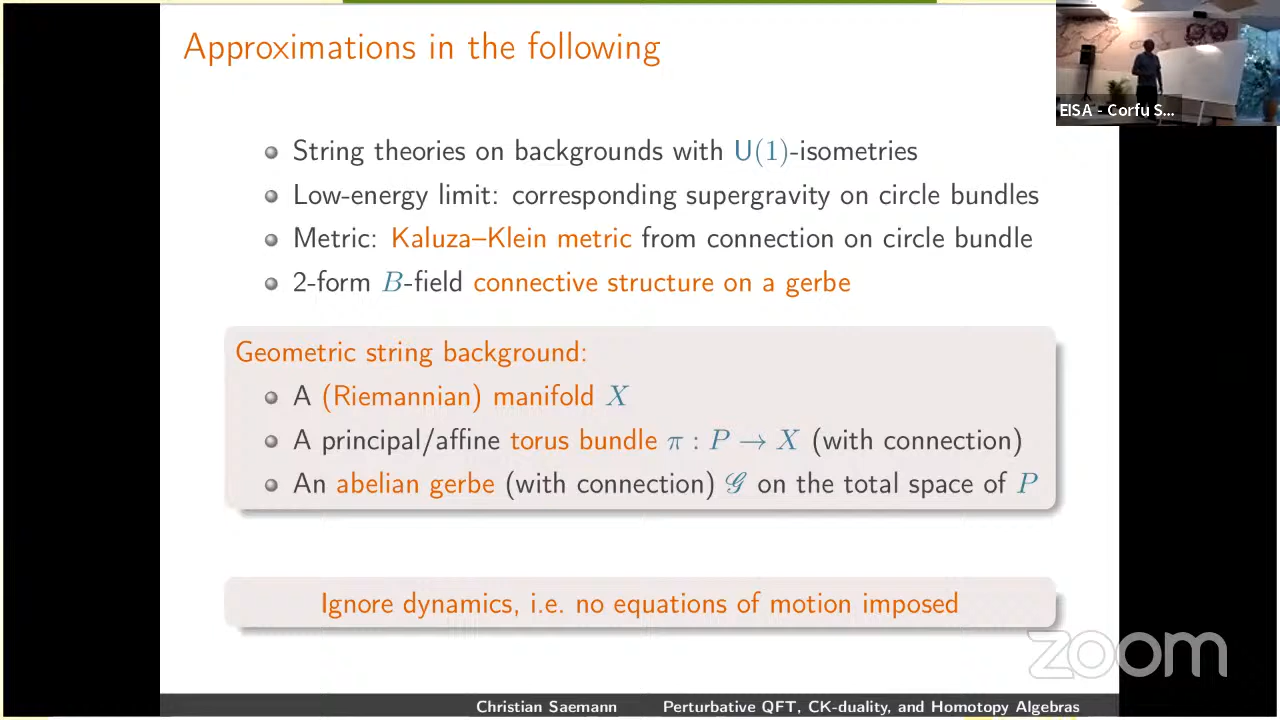 Approximations in the following
EISA - Corfu S...
String theories on backgrounds with U(1)-isometries
Low-energy limit: corresponding supergravity on circle bundles
Metric: Kaluza–Klein metric from connection on circle bundle
2-form B-field connective structure on a gerbe
Geometric string background:
A (Riemannian) manifold X
A principal/affine torus bundle π : P → X (with connection)
An abelian gerbe (with connection) 𝒢 on the total space of P
Ignore dynamics, i.e. no equations of motion imposed
zoom
Christian Saemann Perturbative QFT, CK-duality, and Homotopy Algebras